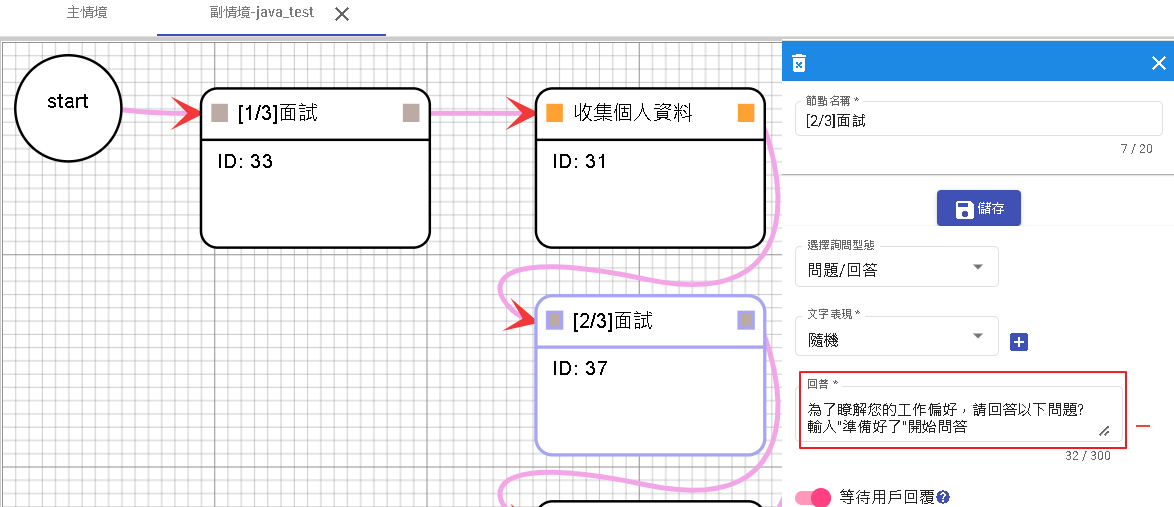 主情境
副情境-java_test
start
[1/3]面試
ID: 33
收集個人資料
ID: 31
[2/3]面試
ID: 37
節點名稱 *
[2/3]面試
7 / 20
儲存
選擇詢問型態
問題/回答
文字表現 *
隨機
回答 *
為了瞭解您的工作偏好，請回答以下問題?
輸入"準備好了"開始問答
32 / 300
等待用戶回覆